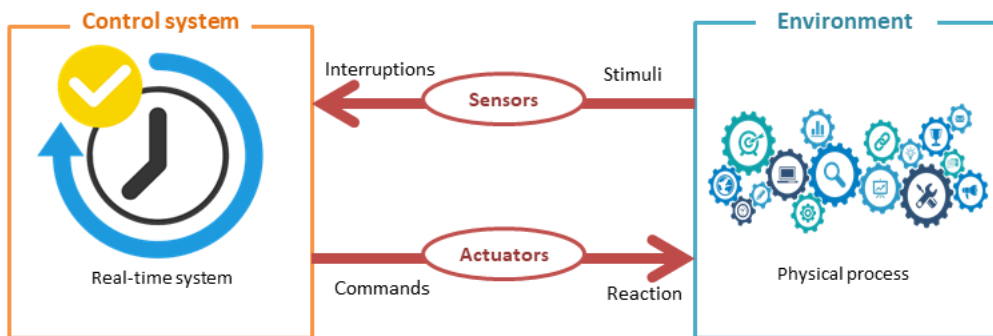 Control system
Environment
Interruptions
Stimuli
Sensors
Real-time system
Actuators
Commands
Reaction
Physical process